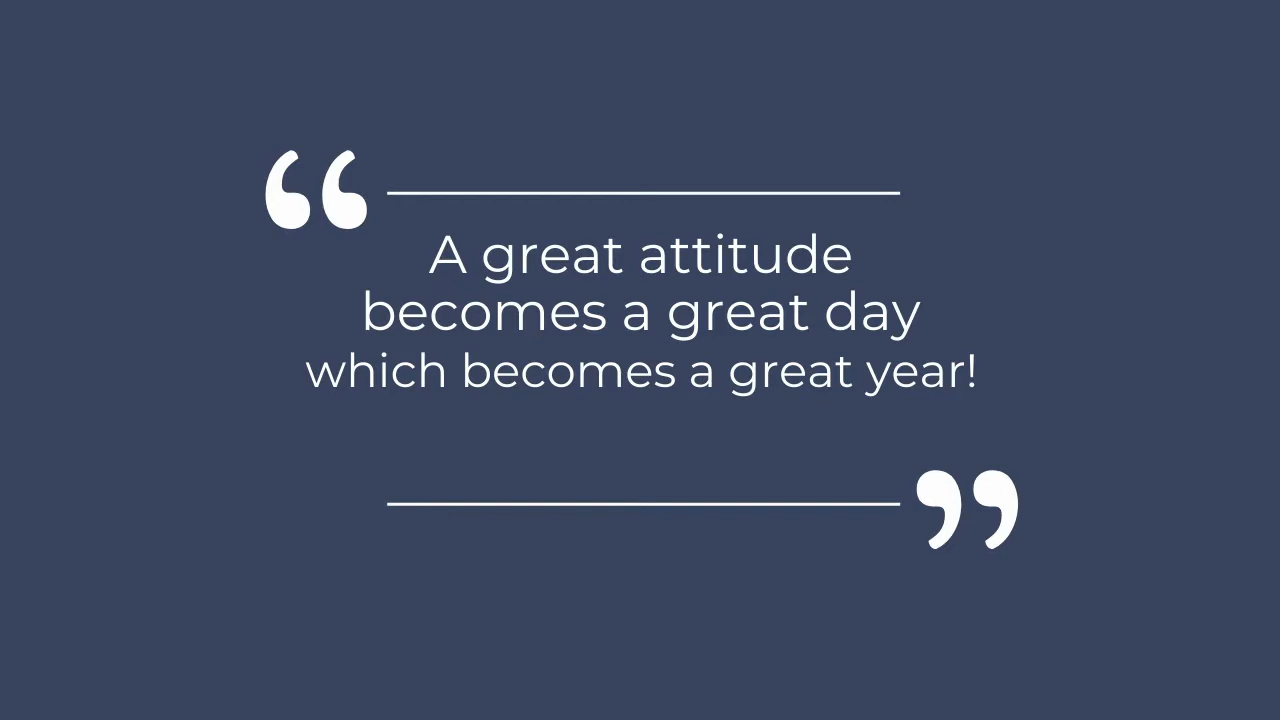 “
A great attitude
becomes a great day
which becomes a great year!
”